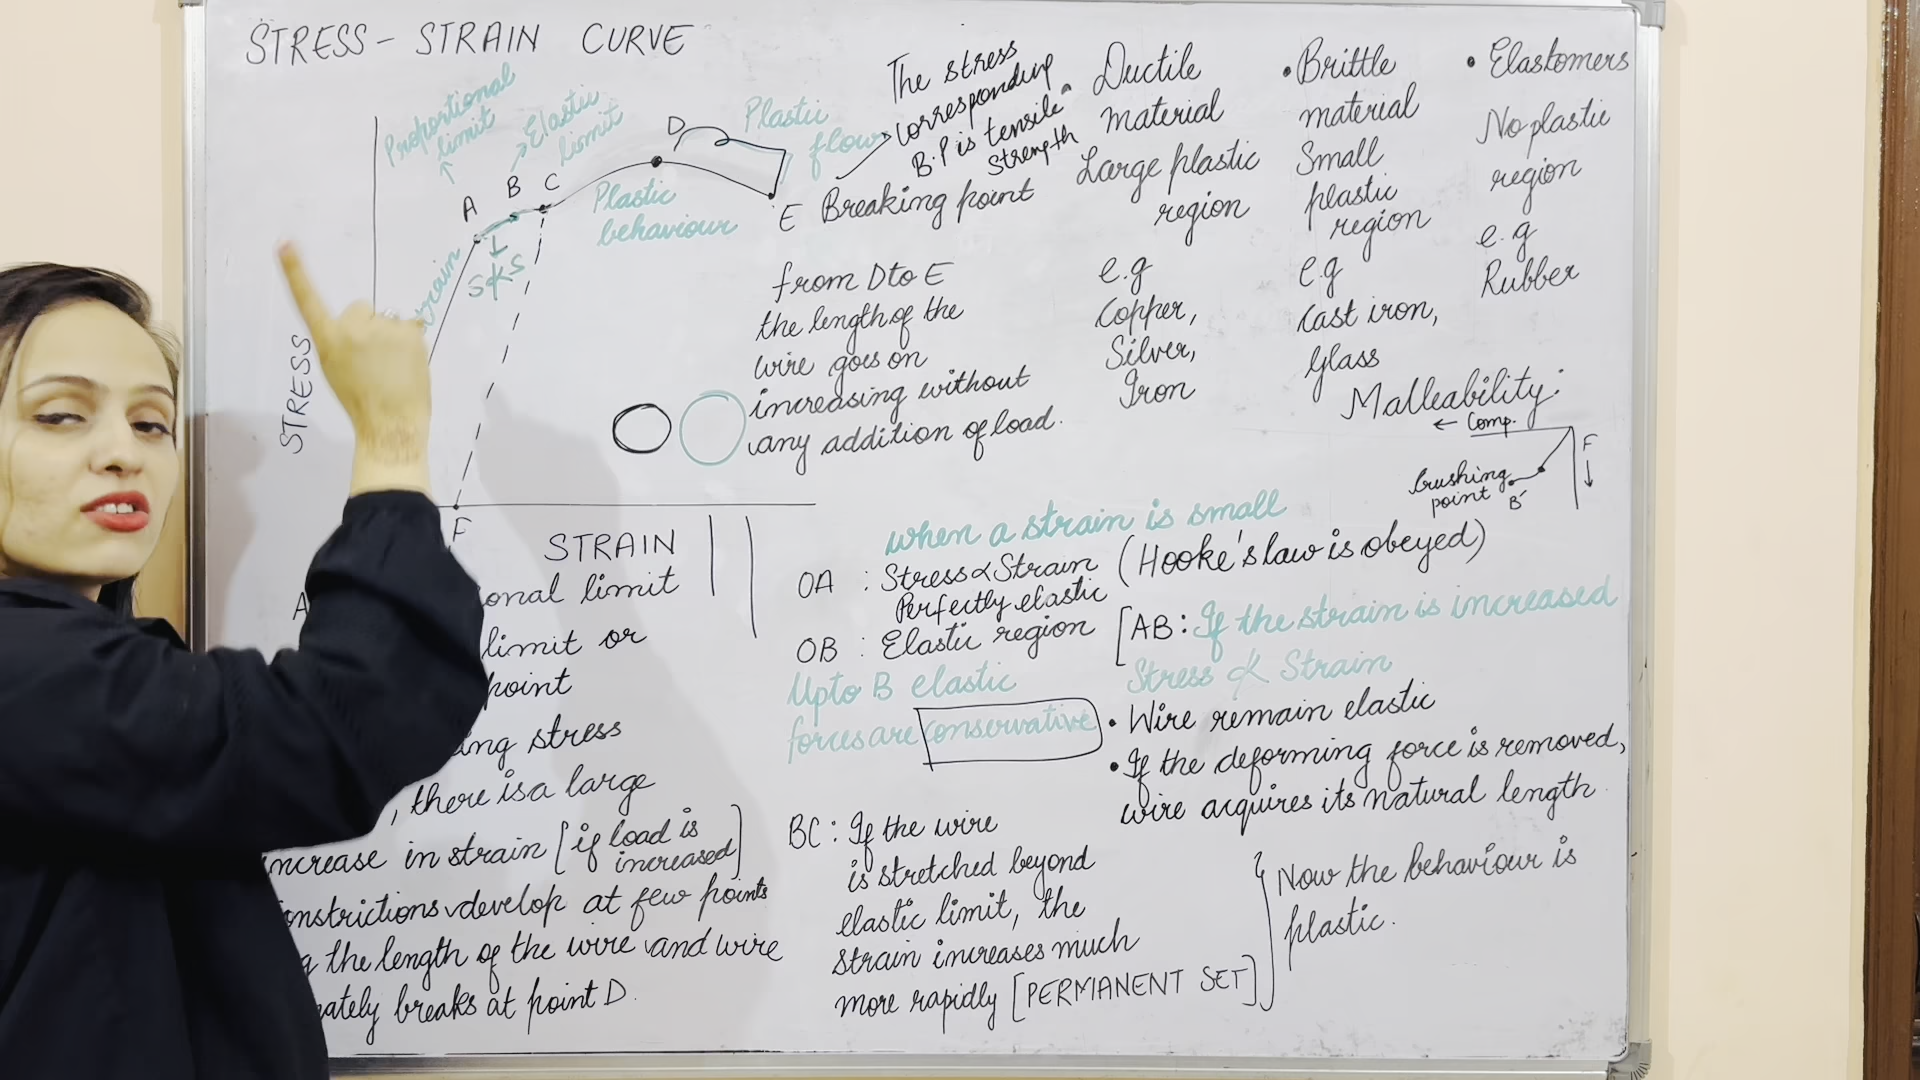 STRESS - STRAIN CURVE
Proportional
limit
Elastic
Limit
A
B
C
D
Plastic
flow
The stress
corresponding
B.P is tensile
Strength
E Breaking point
Plastic
behaviour
S∝̸S
STRESS
F
STRAIN
from D to E
the length of the
wire goes on
increasing without
any addition of load.
• Ductile
material
Large plastic
region
e.g
Copper,
Silver,
Iron
• Brittle
material
Small
plastic
region
e.g
Cast iron,
Glass
• Elastomers
No plastic
region
e.g
Rubber
Malleability:
← Comp.
F
↓
Crushing
point
B'
limit
limit or
point
stress
, there is a large
increase in strain [if load is
increased]
develop at few points
the length of the wire and wire
breaks at point D.
when a strain is small
OA : Stress ∝ Strain (Hooke's law is obeyed)
Perfectly elastic
OB : Elastic region
Upto B elastic
forces are conservative
[AB: If the strain is increased
Stress ∝̸ Strain
• Wire remain elastic
• If the deforming force is removed,
wire acquires its natural length.
BC: If the wire
is stretched beyond
elastic limit, the
strain increases much
more rapidly [PERMANENT SET]
Now the behaviour is
plastic.